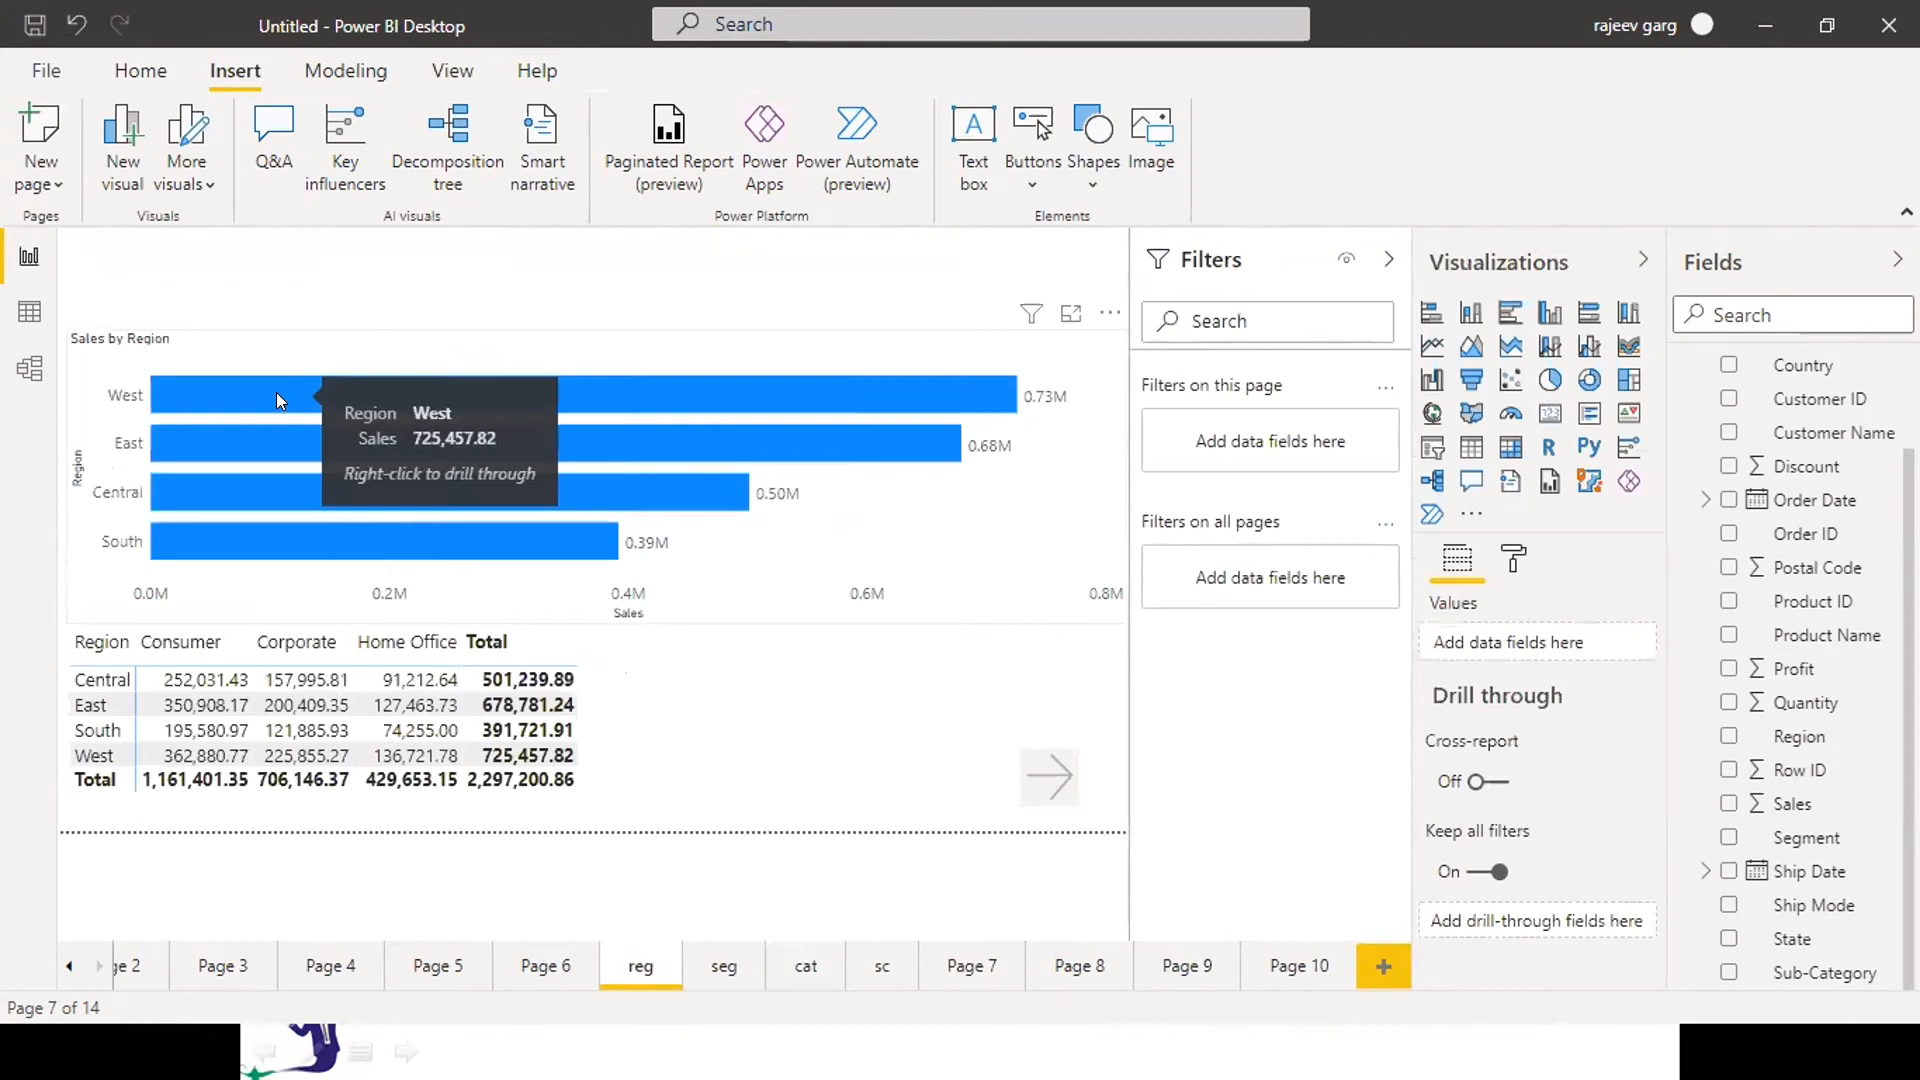 Untitled - Power BI Desktop
Search
rajeev garg
File Home Insert Modeling View Help
New page
New visual
More visuals
Q&A
Key influencers
Decomposition tree
Smart narrative
Paginated Report (preview)
Power Apps
Power Automate (preview)
Text box
Buttons
Shapes
Image
Pages
Visuals
AI visuals
Power Platform
Elements
Sales by Region
Region
West 0.73M
East 0.68M
Central 0.50M
South 0.39M
Region West
Sales 725,457.82
Right-click to drill through
0.0M 0.2M 0.4M 0.6M 0.8M
Sales
Region Consumer Corporate Home Office Total
Central 252,031.43 157,995.81 91,212.64 501,239.89
East 350,908.17 200,409.35 127,463.73 678,781.24
South 195,580.97 121,885.93 74,255.00 391,721.91
West 362,880.77 225,855.27 136,721.78 725,457.82
Total 1,161,401.35 706,146.37 429,653.15 2,297,200.86
Filters
Search
Filters on this page ...
Add data fields here
Filters on all pages ...
Add data fields here
Visualizations
R Py
Values
Add data fields here
Drill through
Cross-report
Off
Keep all filters
On
Add drill-through fields here
Fields
Search
Country
Customer ID
Customer Name
Discount
Order Date
Order ID
Postal Code
Product ID
Product Name
Profit
Quantity
Region
Row ID
Sales
Segment
Ship Date
Ship Mode
State
Sub-Category
ge 2 Page 3 Page 4 Page 5 Page 6 reg seg cat sc Page 7 Page 8 Page 9 Page 10 +
Page 7 of 14